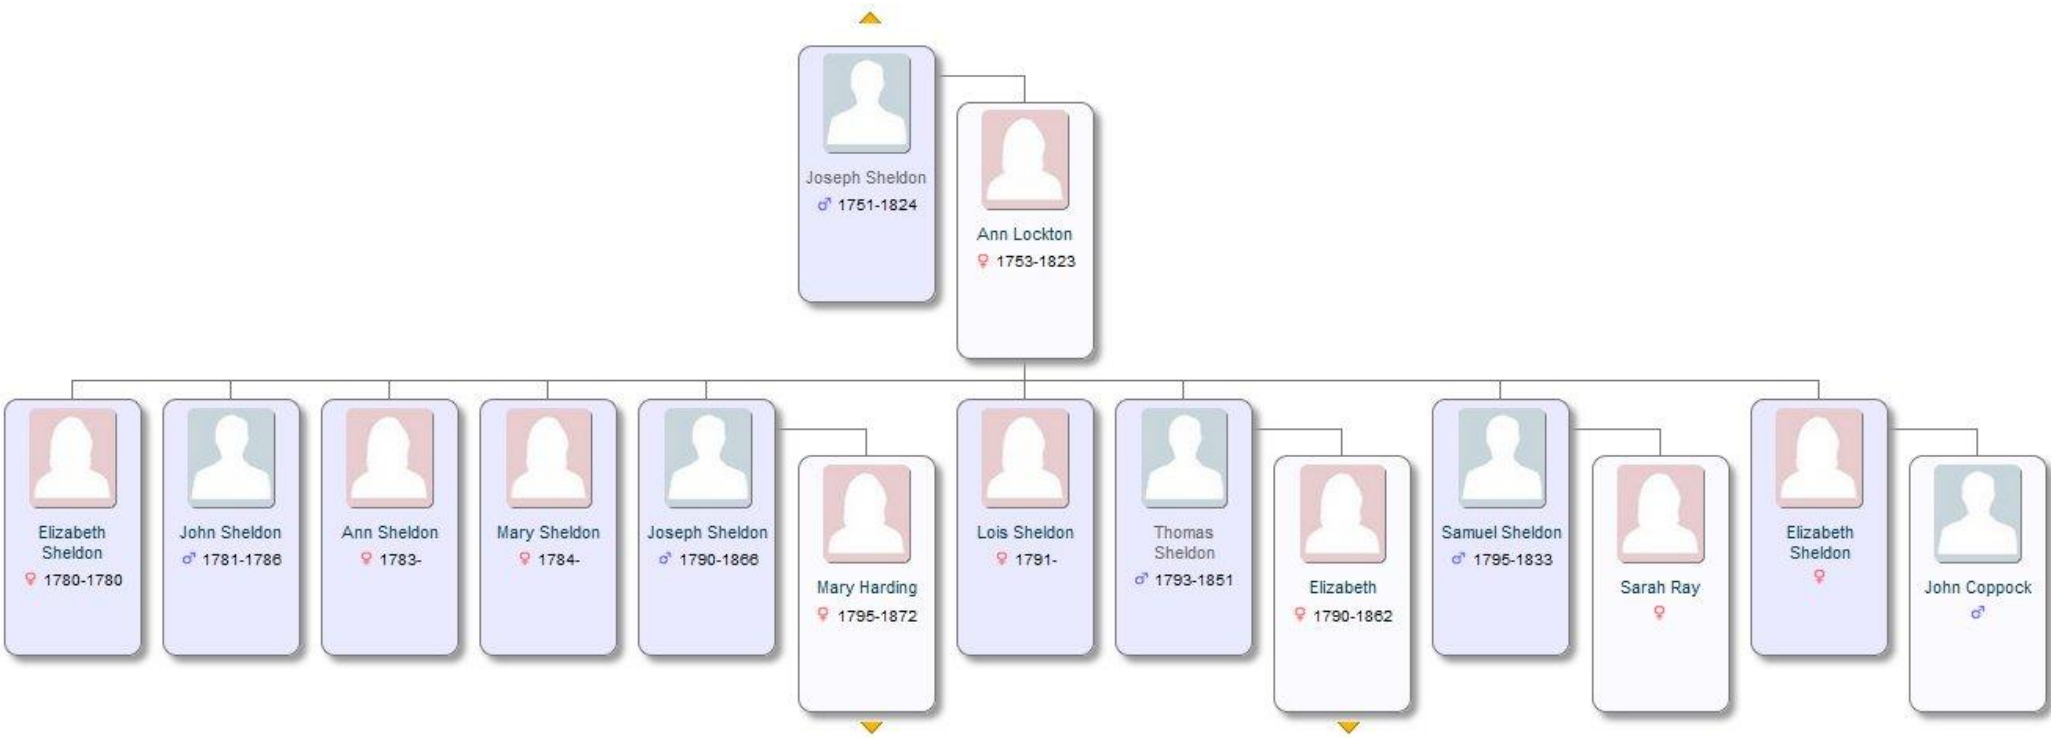 Joseph Sheldon
♂ 1751-1824
Ann Lockton
♀ 1753-1823
Elizabeth
Sheldon
♀ 1780-1780
John Sheldon
♂ 1781-1786
Ann Sheldon
♀ 1783-
Mary Sheldon
♀ 1784-
Joseph Sheldon
♂ 1790-1866
Mary Harding
♀ 1795-1872
Lois Sheldon
♀ 1791-
Thomas
Sheldon
♂ 1793-1851
Elizabeth
♀ 1790-1862
Samuel Sheldon
♂ 1795-1833
Sarah Ray
♀
Elizabeth
Sheldon
♀
John Coppock
♂